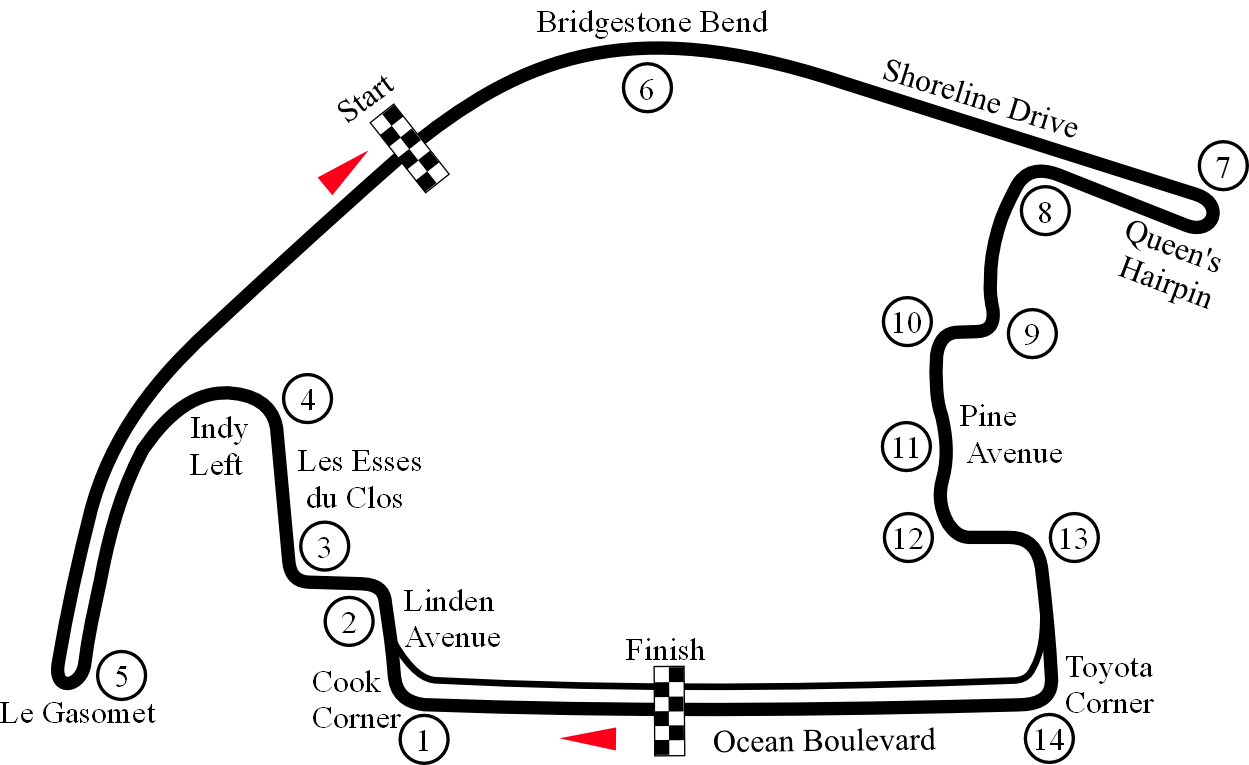 Bridgestone Bend
Start
6
Shoreline Drive
7
8
Queen's
Hairpin
10
9
4
Indy
Left
Pine
Avenue
11
Les Esses
du Clos
3
12
13
Linden
Avenue
2
Finish
5
Le Gasomet
Cook
Corner
Toyota
Corner
1
Ocean Boulevard
14